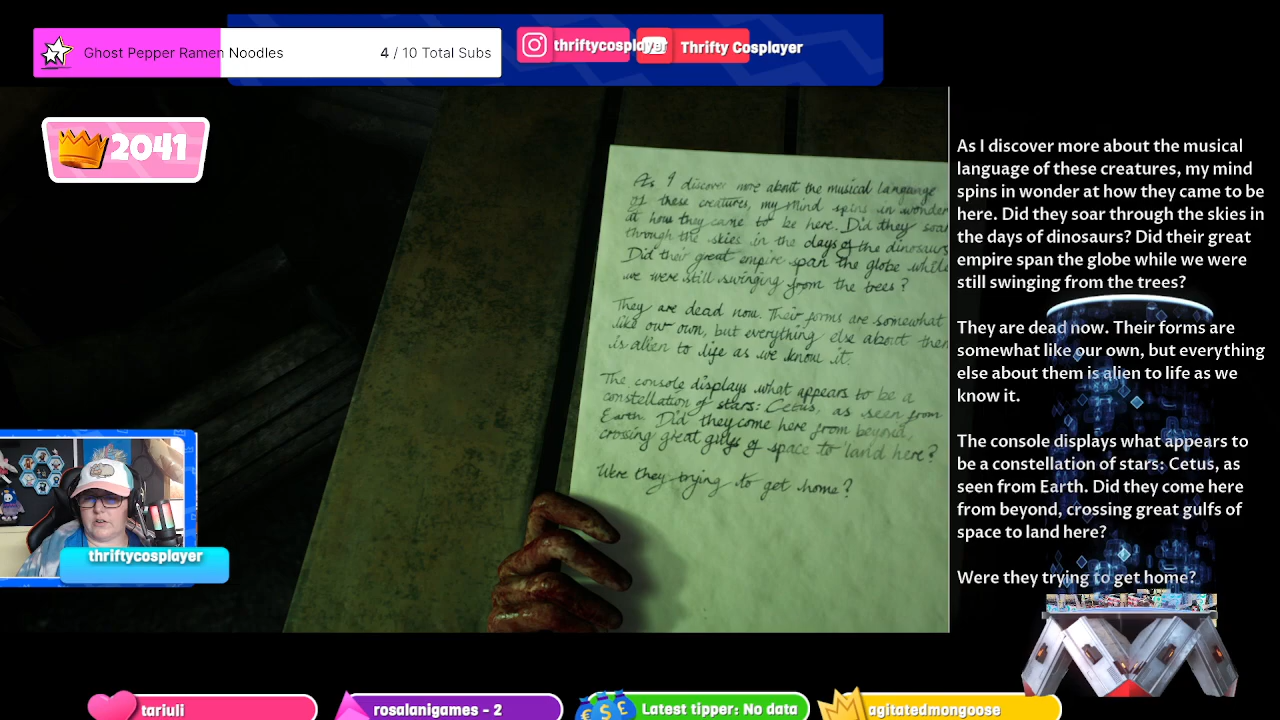 Ghost Pepper Ramen Noodles 4 / 10 Total Subs
thriftycosplayer
Thrifty Cosplayer
2041
As I discover more about the musical language
of these creatures, my mind spins in wonder
at how they came to be here. Did they soar
through the skies in the days of the dinosaurs
Did their great empire span the globe while
we were still swinging from the trees?
They are dead now. Their forms are somewhat
like our own, but everything else about them
is alien to life as we know it.
The console displays what appears to be a
constellation of stars: Cetus, as seen from
Earth. Did they come here from beyond,
crossing great gulfs of space to land here?
Were they trying to get home?
As I discover more about the musical
language of these creatures, my mind
spins in wonder at how they came to be
here. Did they soar through the skies in
the days of dinosaurs? Did their great
empire span the globe while we were
still swinging from the trees?
They are dead now. Their forms are
somewhat like our own, but everything
else about them is alien to life as we
know it.
The console displays what appears to
be a constellation of stars: Cetus, as
seen from Earth. Did they come here
from beyond, crossing great gulfs of
space to land here?
Were they trying to get home?
thriftycosplayer
tariuli
rosalanigames - 2
Latest tipper: No data
agitatedmongoose